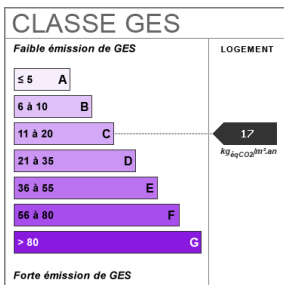 CLASSE GES
Faible émission de GES
LOGEMENT
≤ 5 A
6 à 10 B
11 à 20 C
17
kgéqCO2/m².an
21 à 35 D
36 à 55 E
56 à 80 F
> 80 G
Forte émission de GES